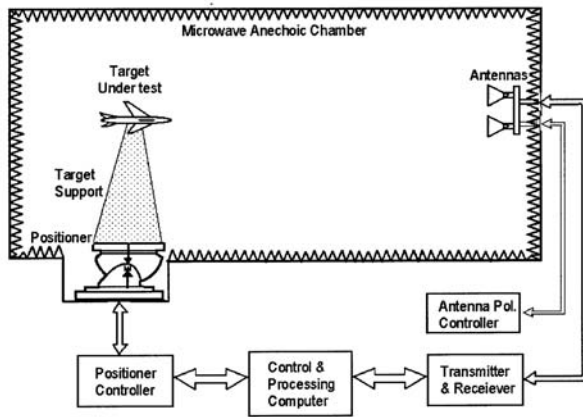 Microwave Anechoic Chamber
Target
Under test
Antennas
Target
Support
Positioner
Antenna Pol.
Controller
Positioner
Controller
Control &
Processing
Computer
Transmitter
& Receiever